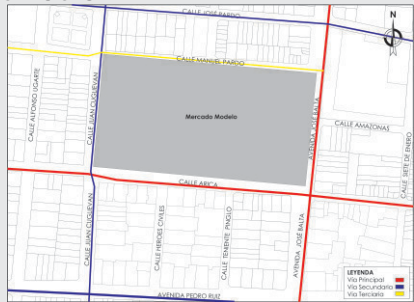 CALLE JOSÉ PARDO
N
CALLE MANUEL PARDO
CALLE ALFONSO UGARTE
CALLE JUAN CUGLIEVAN
Mercado Modelo
AVENIDA JOSÉ BALTA
CALLE AMAZONAS
CALLE SIETE DE ENERO
CALLE ARICA
CALLE JUAN CUGLIEVAN
CALLE HEROES CIVILES
CALLE TENIENTE PINGLO
AVENIDA JOSÉ BALTA
AVENIDA PEDRO RUIZ
LEYENDA
Vía Principal
Vía Secundaria
Vía Terciaria